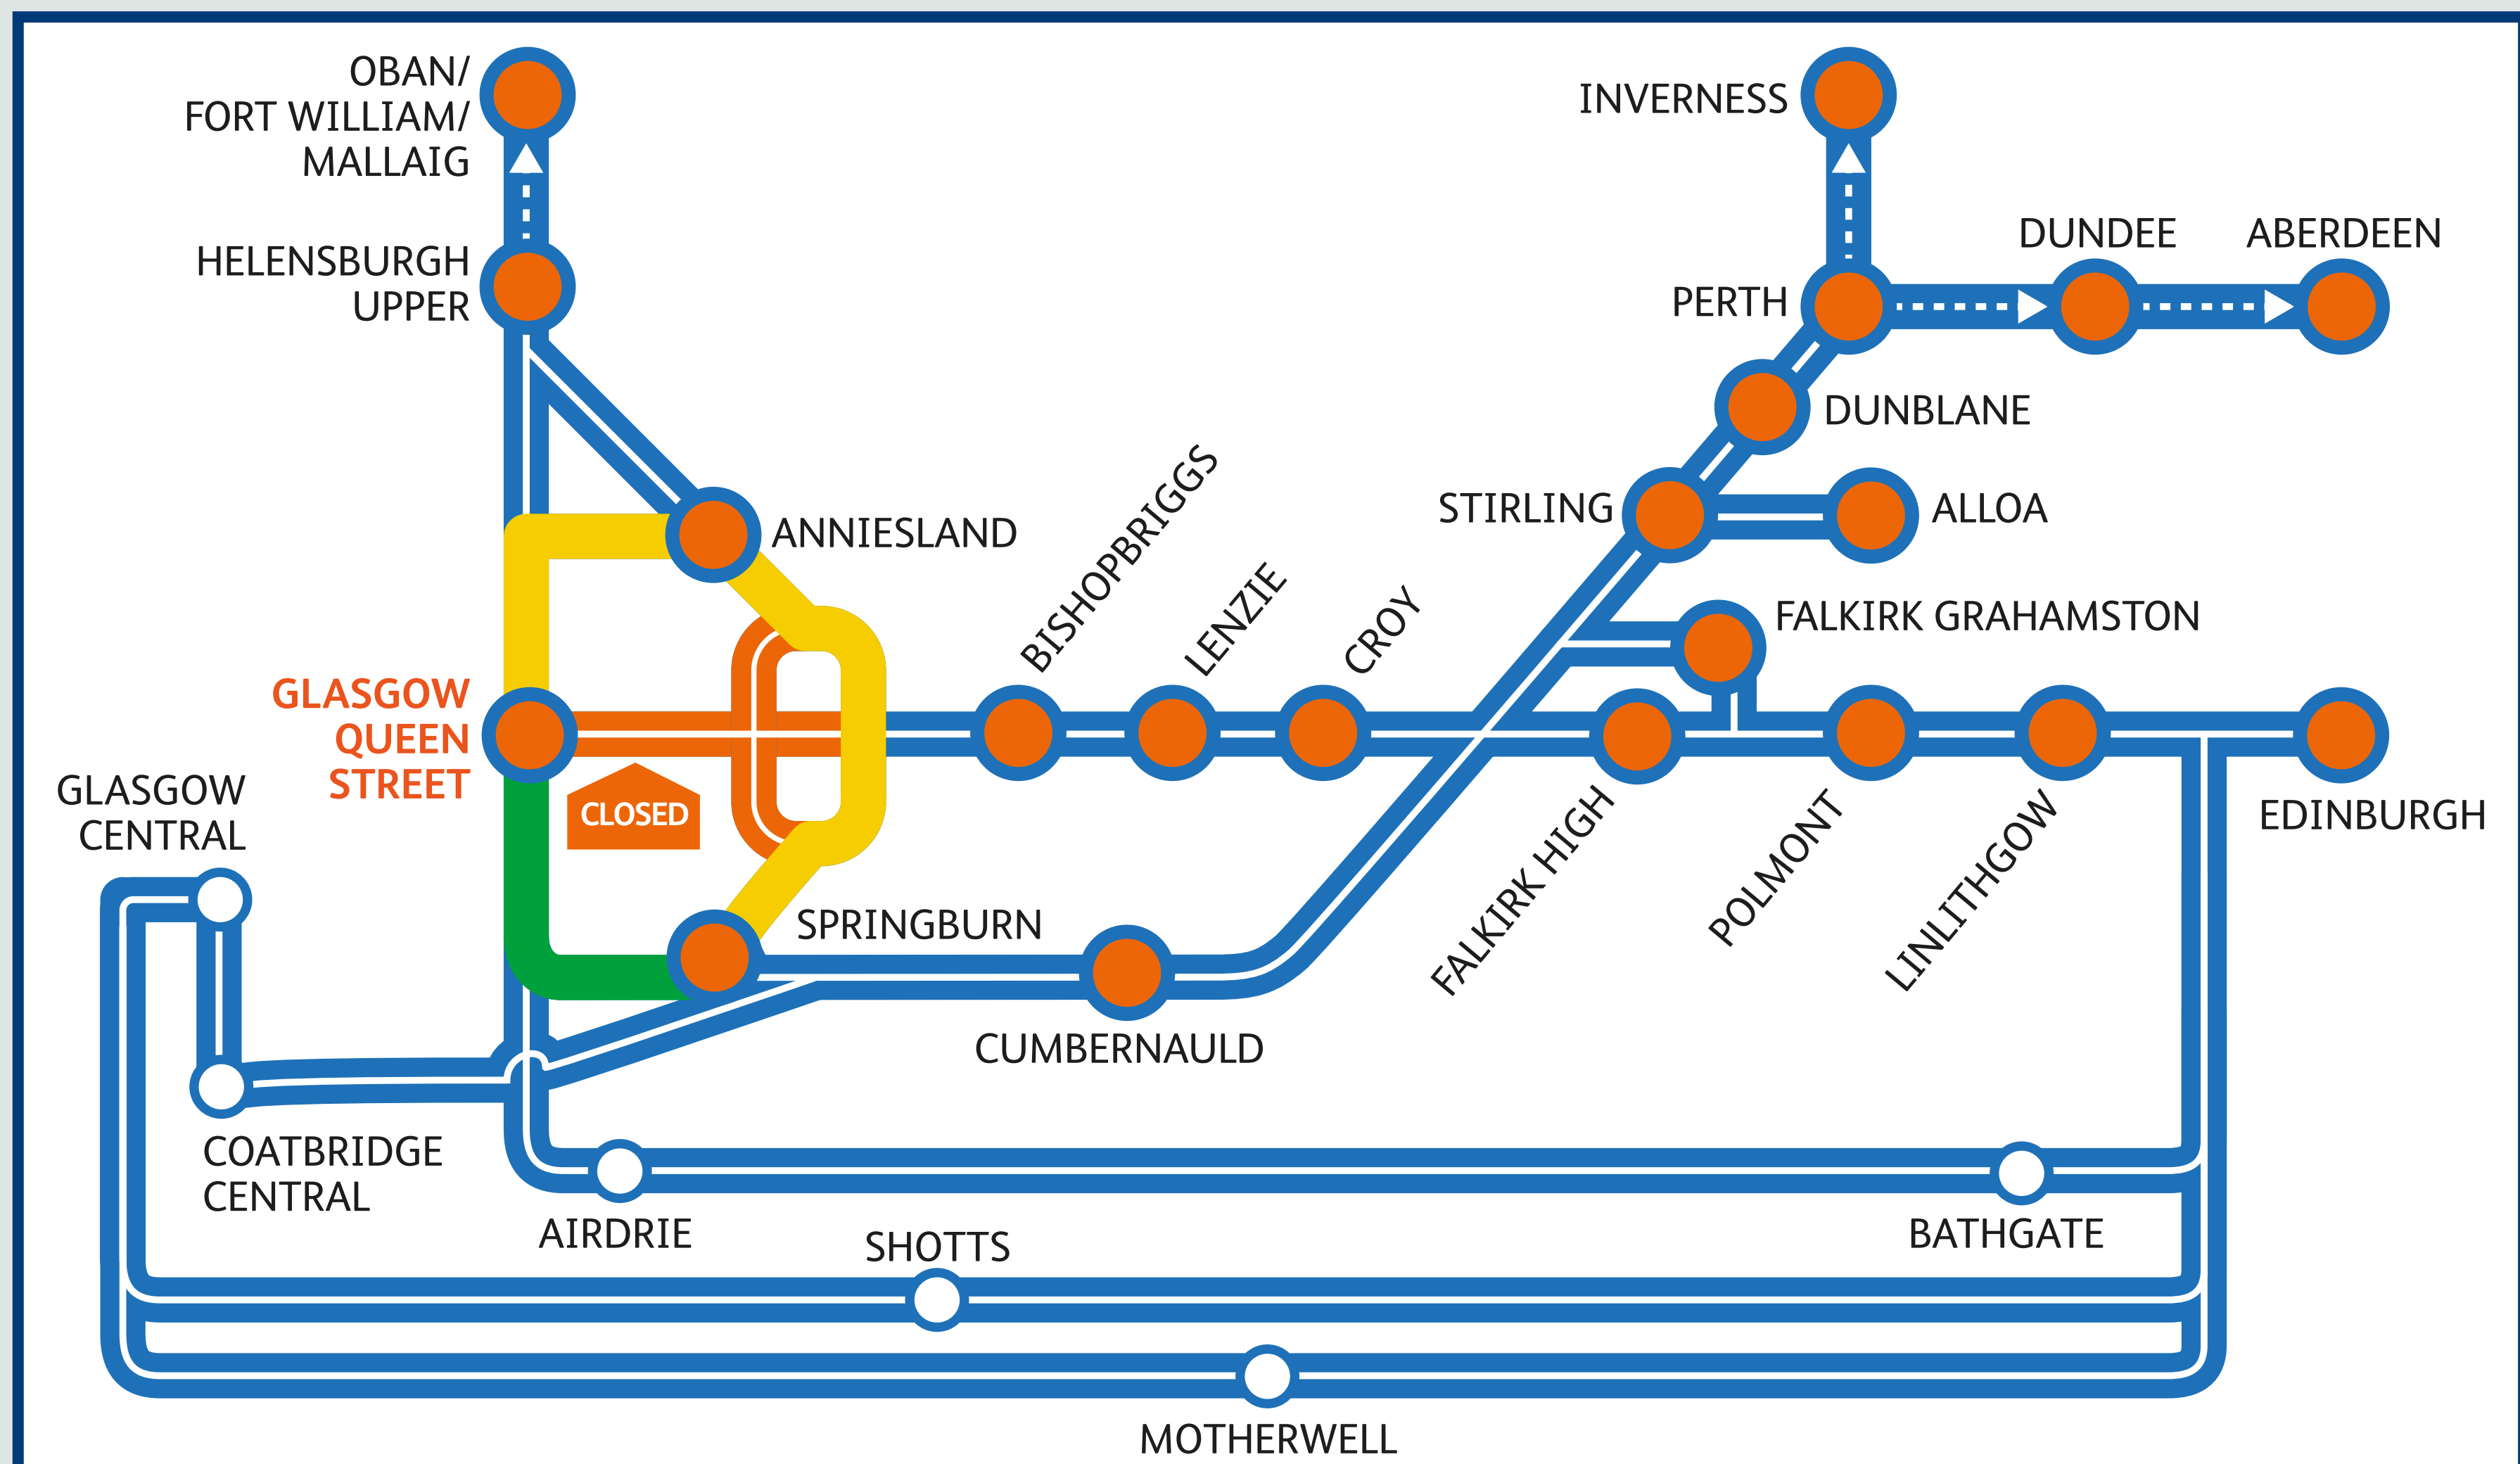 OBAN/
FORT WILLIAM/
MALLAIG
INVERNESS
HELENSBURGH
UPPER
DUNDEE
ABERDEEN
PERTH
DUNBLANE
ANNIESLAND
BISHOPBRIGGS
LENZIE
CROY
STIRLING
ALLOA
FALKIRK GRAHAMSTON
GLASGOW
QUEEN
STREET
CLOSED
GLASGOW
CENTRAL
FALKIRK HIGH
POLMONT
LINLITHGOW
EDINBURGH
SPRINGBURN
CUMBERNAULD
COATBRIDGE
CENTRAL
AIRDRIE
SHOTTS
BATHGATE
MOTHERWELL